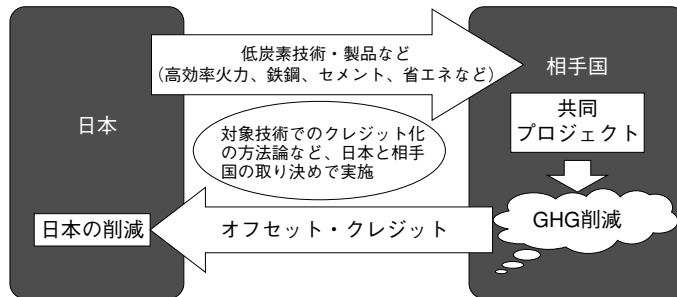 低炭素技術・製品など
（高効率火力、鉄鋼、セメント、省エネなど）
相手国
日本
共同
プロジェクト
対象技術でのクレジット化
の方法論など、日本と相手
国の取り決めで実施
GHG削減
オフセット・クレジット
日本の削減